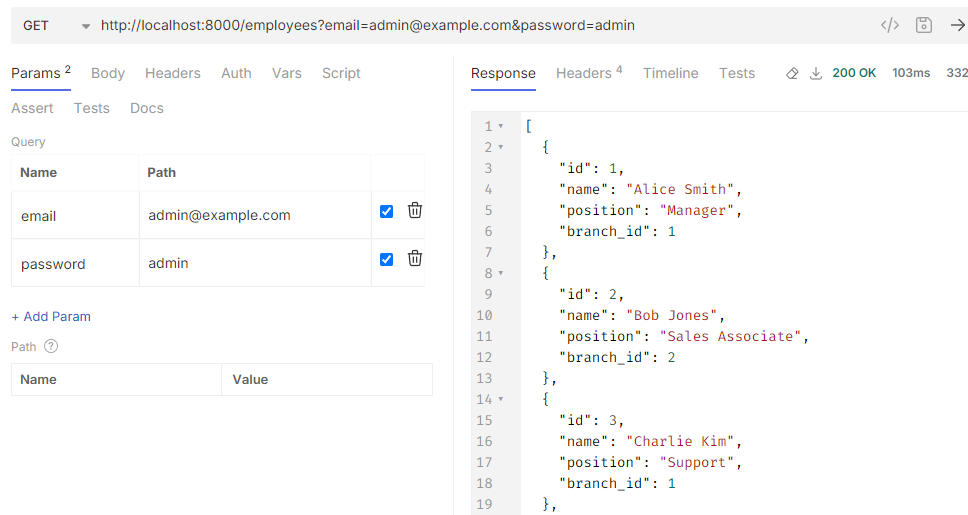 GET http://localhost:8000/employees?email=admin@example.com&password=admin </>
Params 2 Body Headers Auth Vars Script
Assert Tests Docs
Query
Name Path
email admin@example.com
password admin
+ Add Param
Path ?
Name Value
Response Headers 4 Timeline Tests 200 OK 103ms 332
1 [
2 {
3 "id": 1,
4 "name": "Alice Smith",
5 "position": "Manager",
6 "branch_id": 1
7 },
8 {
9 "id": 2,
10 "name": "Bob Jones",
11 "position": "Sales Associate",
12 "branch_id": 2
13 },
14 {
15 "id": 3,
16 "name": "Charlie Kim",
17 "position": "Support",
18 "branch_id": 1
19 },